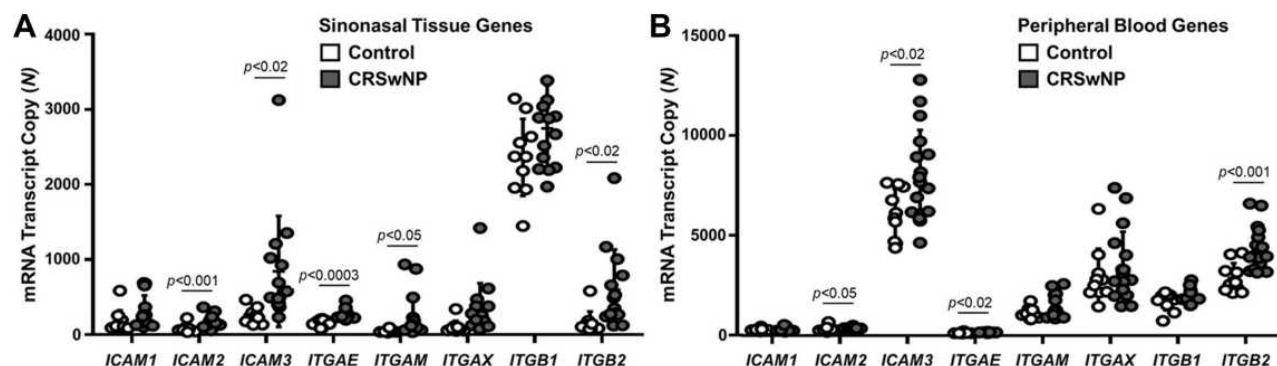 A
Sinonasal Tissue Genes
Control
CRSwNP
mRNA Transcript Copy (N)
4000
3000
2000
1000
0
p<0.001
p<0.02
p<0.0003
p<0.05
p<0.02
ICAM1 ICAM2 ICAM3 ITGAE ITGAM ITGAX ITGB1 ITGB2
B
Peripheral Blood Genes
Control
CRSwNP
mRNA Transcript Copy (N)
15000
10000
5000
0
p<0.05
p<0.02
p<0.02
p<0.001
ICAM1 ICAM2 ICAM3 ITGAE ITGAM ITGAX ITGB1 ITGB2